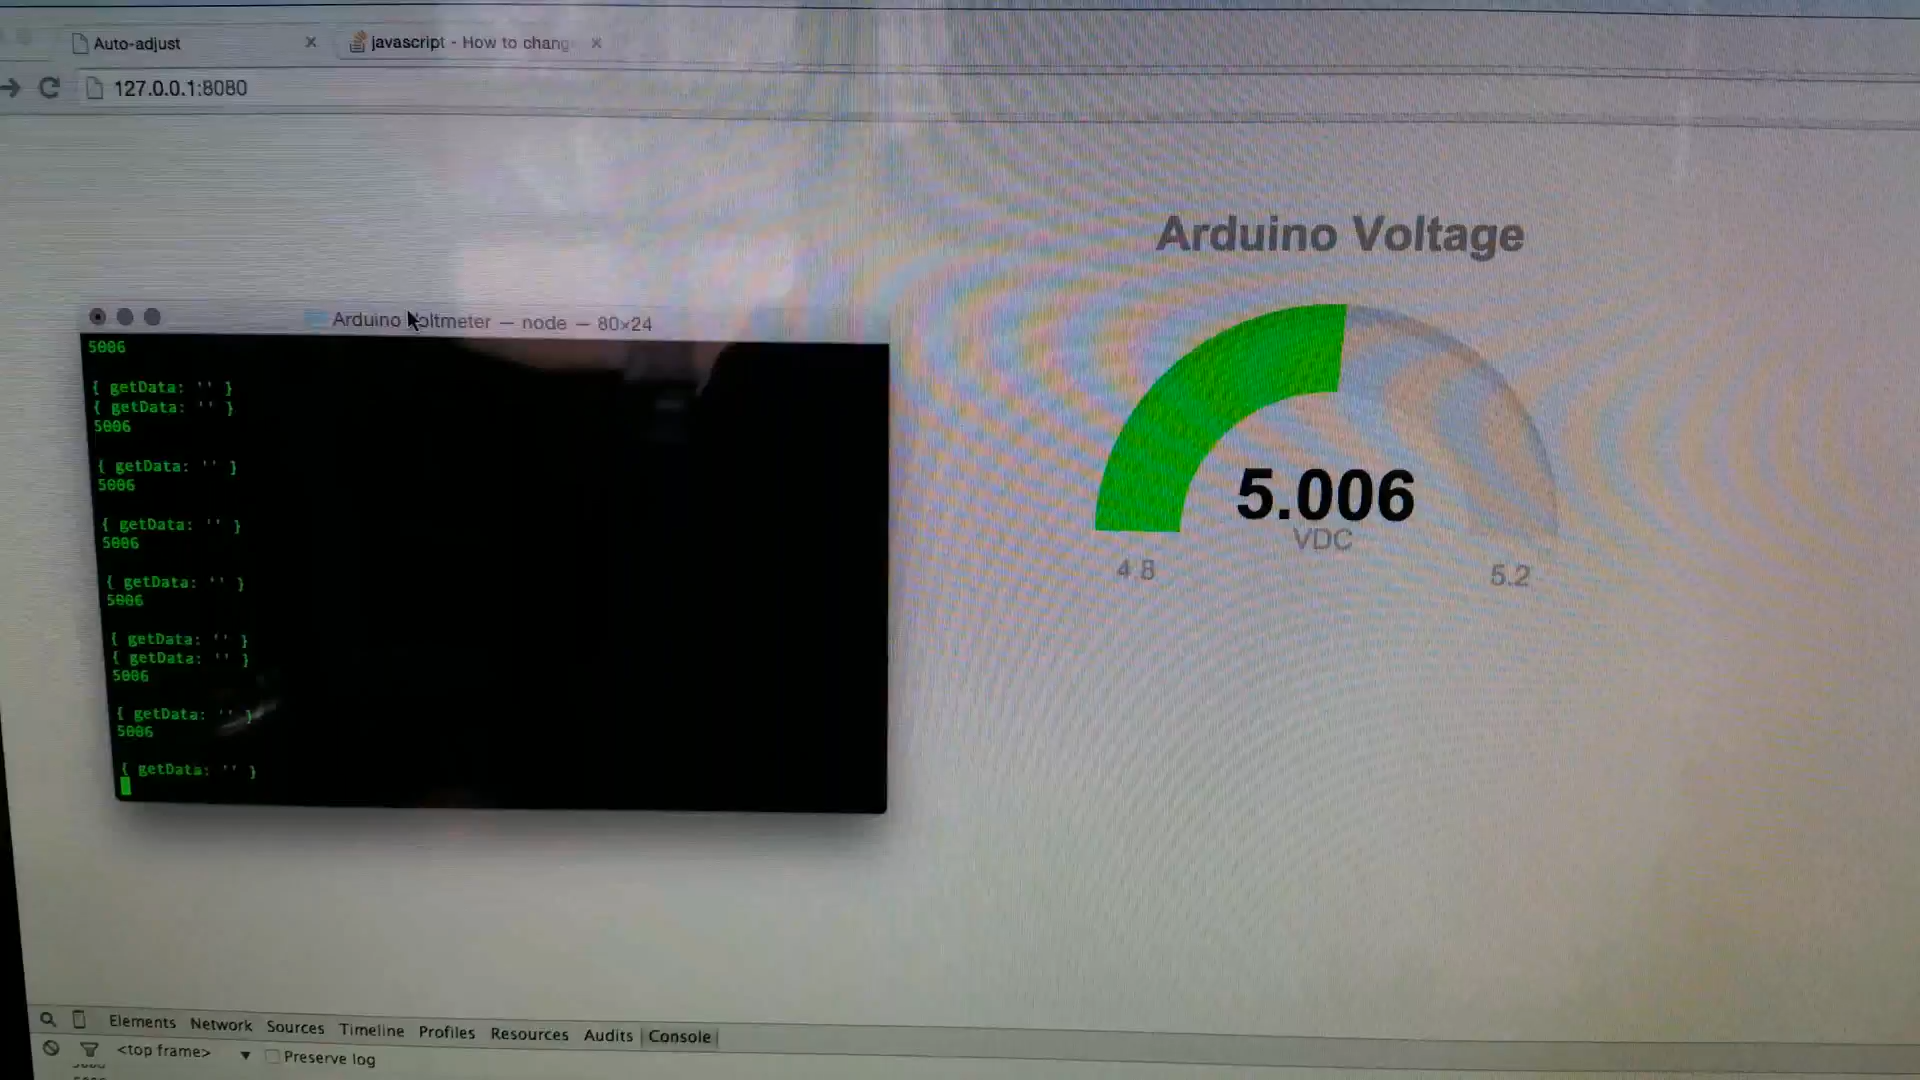 Auto-adjust
javascript - How to chang
127.0.0.1:8080
Arduino Voltage
Arduino Voltmeter — node — 80×24
5006
{ getData: '' }
{ getData: '' }
5006
{ getData: '' }
5006
{ getData: '' }
5006
{ getData: '' }
5006
{ getData: '' }
{ getData: '' }
5006
{ getData: '' }
5006
{ getData: '' }
5.006
VDC
4.8
5.2
Elements Network Sources Timeline Profiles Resources Audits Console
<top frame> Preserve log